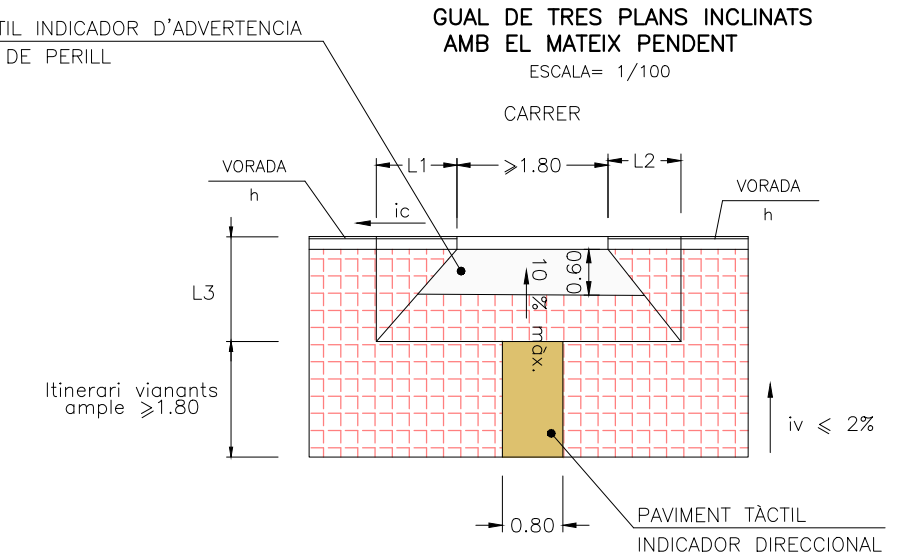 GUAL DE TRES PLANS INCLINATS
AMB EL MATEIX PENDENT
ESCALA= 1/100
INDICADOR D'ADVERTENCIA
DE PERILL
CARRER
L1
≥1.80
L2
VORADA
h
VORADA
h
ic
L3
0.60
10 % màx.
Itinerari vianants
ample ≥1.80
iv ≤ 2%
0.80
PAVIMENT TÀCTIL
INDICADOR DIRECCIONAL